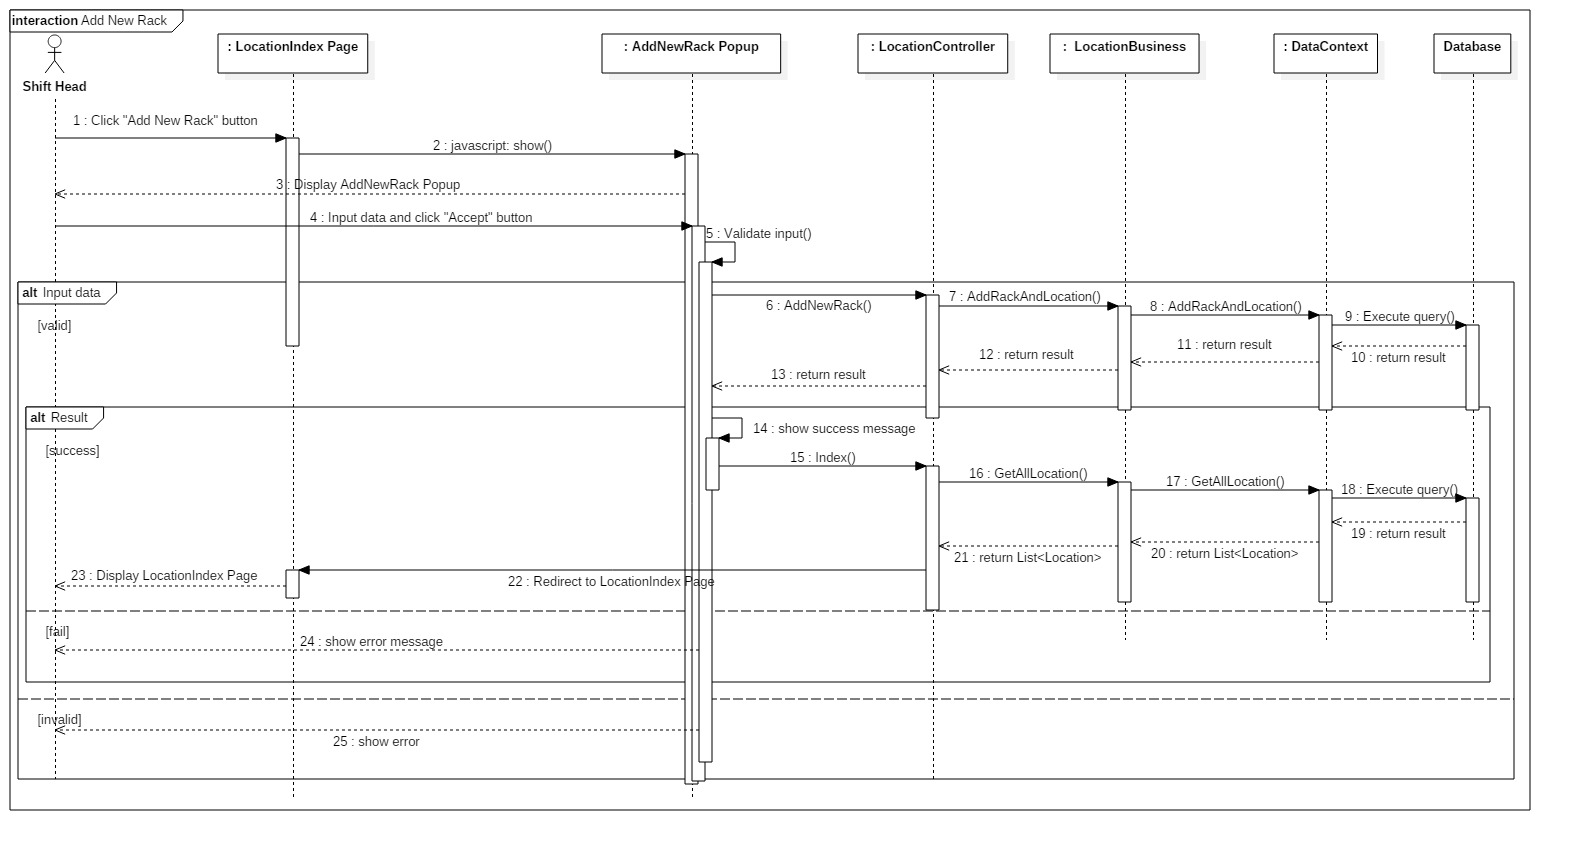 interaction Add New Rack
Shift Head
: LocationIndex Page
: AddNewRack Popup
: LocationController
: LocationBusiness
: DataContext
Database
1 : Click "Add New Rack" button
2 : javascript: show()
3 : Display AddNewRack Popup
4 : Input data and click "Accept" button
5 : Validate input()
alt Input data
[valid]
6 : AddNewRack()
7 : AddRackAndLocation()
8 : AddRackAndLocation()
9 : Execute query()
10 : return result
11 : return result
12 : return result
13 : return result
alt Result
[success]
14 : show success message
15 : Index()
16 : GetAllLocation()
17 : GetAllLocation()
18 : Execute query()
19 : return result
20 : return List<Location>
21 : return List<Location>
22 : Redirect to LocationIndex Page
23 : Display LocationIndex Page
[fail]
24 : show error message
[invalid]
25 : show error